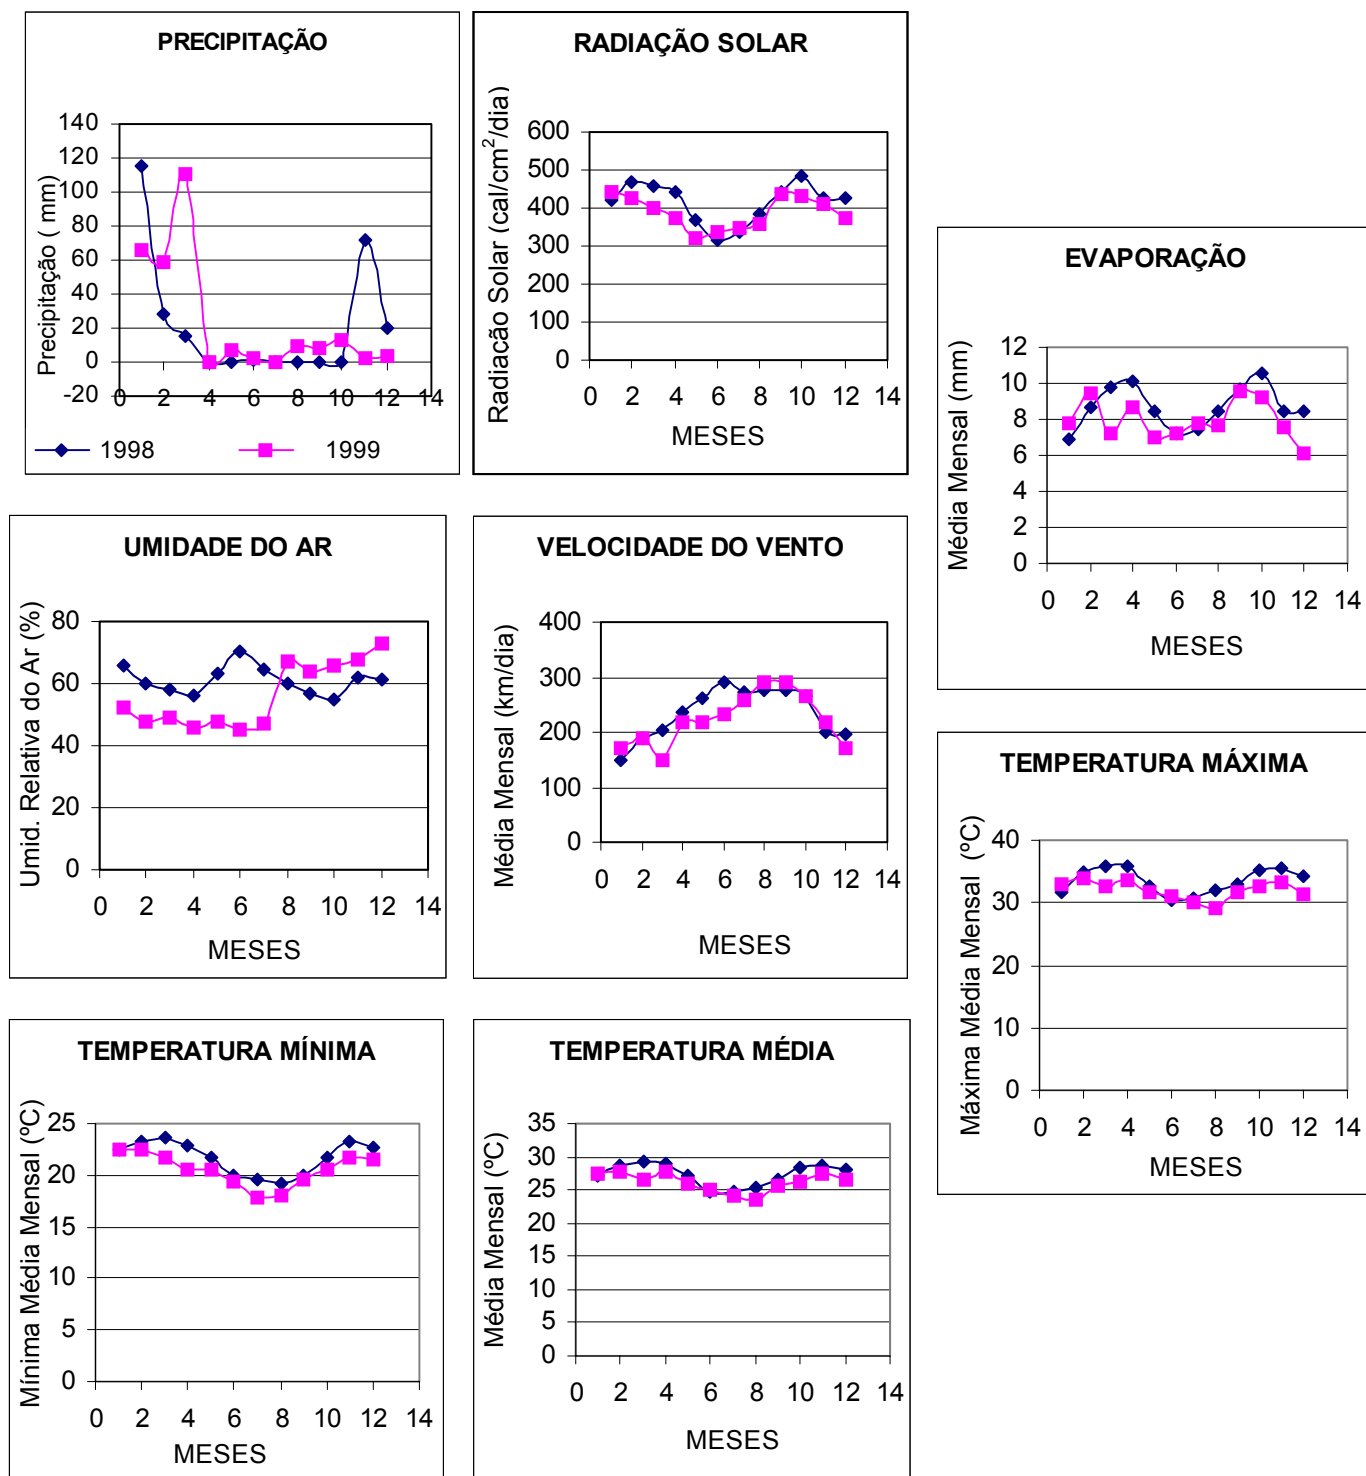 PRECIPITAÇÃO
Precipitação ( mm)
140
120
100
80
60
40
20
0
-20
0 2 4 6 8 10 12 14
1998 1999
RADIAÇÃO SOLAR
Radiacão Solar (cal/cm²/dia)
600
500
400
300
200
100
0
0 2 4 6 8 10 12 14
MESES
EVAPORAÇÃO
Média Mensal (mm)
12
10
8
6
4
2
0
0 2 4 6 8 10 12 14
MESES
UMIDADE DO AR
Umid. Relativa do Ar (%)
80
60
40
20
0
0 2 4 6 8 10 12 14
MESES
VELOCIDADE DO VENTO
Média Mensal (km/dia)
400
300
200
100
0
0 2 4 6 8 10 12 14
MESES
TEMPERATURA MÁXIMA
Máxima Média Mensal (ºC)
40
30
20
10
0
0 2 4 6 8 10 12 14
MESES
TEMPERATURA MÍNIMA
Mínima Média Mensal (ºC)
25
20
15
10
5
0
0 2 4 6 8 10 12 14
MESES
TEMPERATURA MÉDIA
Média Mensal (ºC)
35
30
25
20
15
10
5
0
0 2 4 6 8 10 12 14
MESES